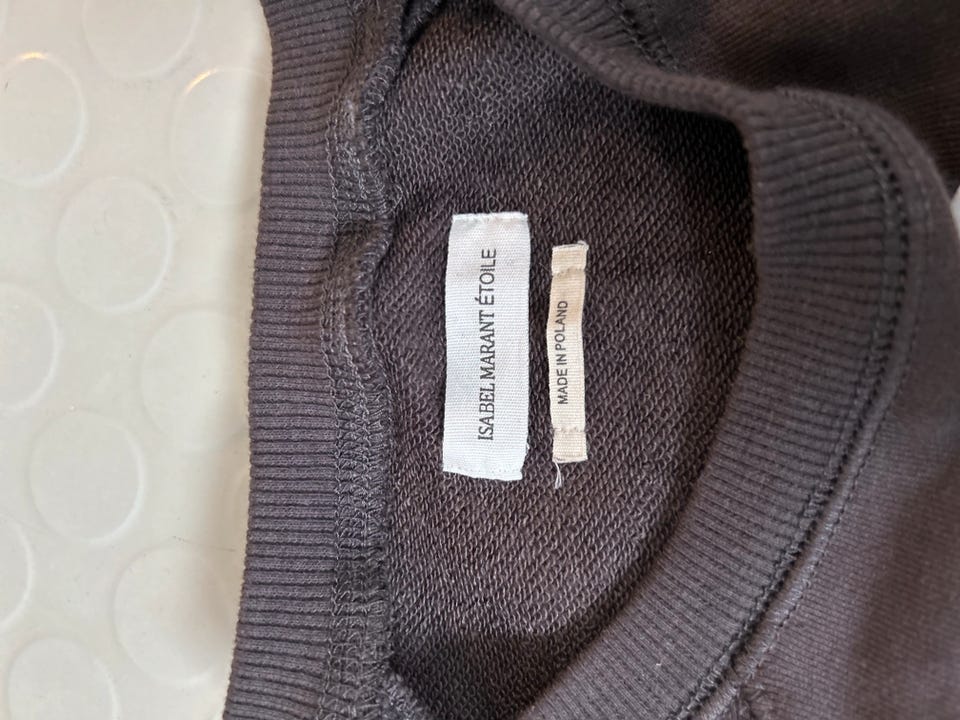 ISABEL MARANT ÉTOILE
MADE IN POLAND